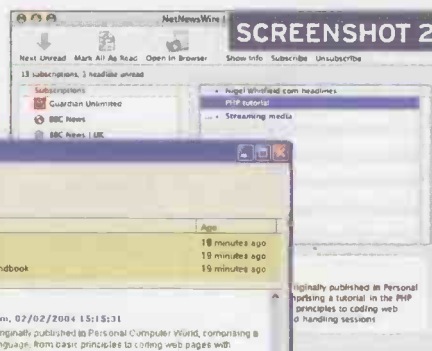 NetNewsWire
SCREENSHOT 2
Next Unread Mark All As Read Open in Browser Show Info Subscribe Unsubscribe
13 subscriptions, 1 headline unread
Subscriptions
Guardian Unlimited
BBC News
BBC News | UK
Nigel Whitfield com headlines
PHP tutorial
Streaming media
Ago
19 minutes ago
19 minutes ago
ndbook 19 minutes ago
m, 02/02/2004 15:15:31
riginally published in Personal Computer World, comprising a
nguage, from basic principles to coding web pages with
riginally published in Personal
mprising a tutorial in the PHP
principles to coding web
d handling sessions